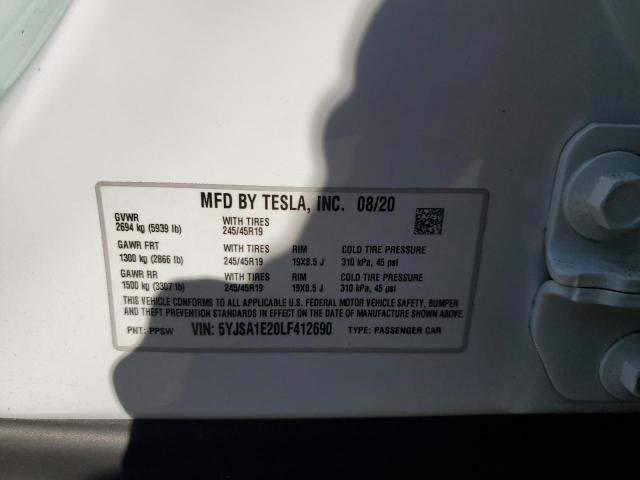 MFD BY TESLA, INC. 08/20
GVWR
2694 kg (5939 lb) WITH TIRES 245/45R19
GAWR FRT WITH TIRES RIM COLD TIRE PRESSURE
1300 kg (2866 lb) 245/45R19 19X8.5 J 310 kPa, 45 psi
GAWR RR WITH TIRES RIM COLD TIRE PRESSURE
1500 kg (3307 lb) 245/45R19 19X8.5 J 310 kPa, 45 psi
THIS VEHICLE CONFORMS TO ALL APPLICABLE U.S. FEDERAL MOTOR VEHICLE SAFETY, BUMPER,
AND THEFT PREVENTION STANDARDS IN EFFECT ON THE DATE OF MANUFACTURE SHOWN ABOVE.
PNT: PPSW VIN: 5YJSA1E20LF412690 TYPE: PASSENGER CAR